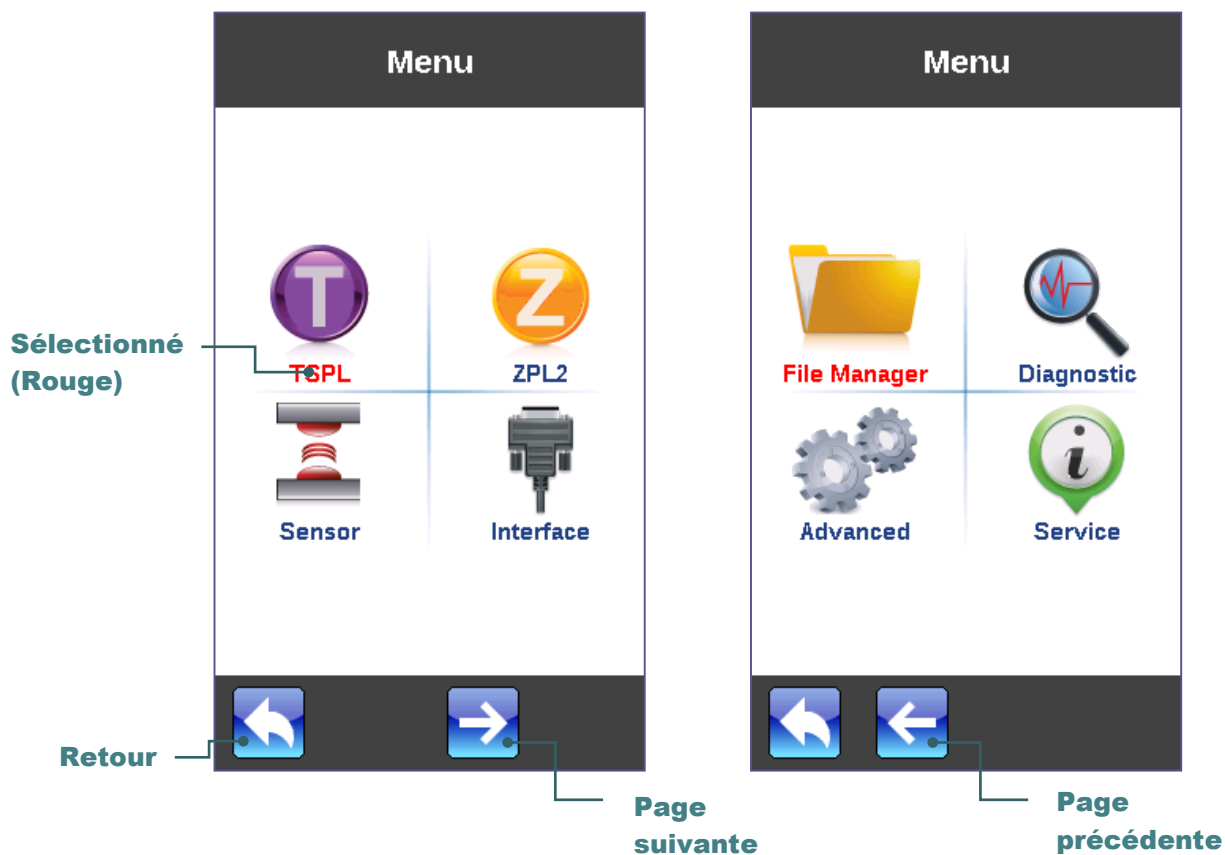 Menu
TSPL
ZPL2
Sensor
Interface
Sélectionné
(Rouge)
Retour
Page
suivante
Menu
File Manager
Diagnostic
Advanced
Service
Page
précédente
T
Z
i